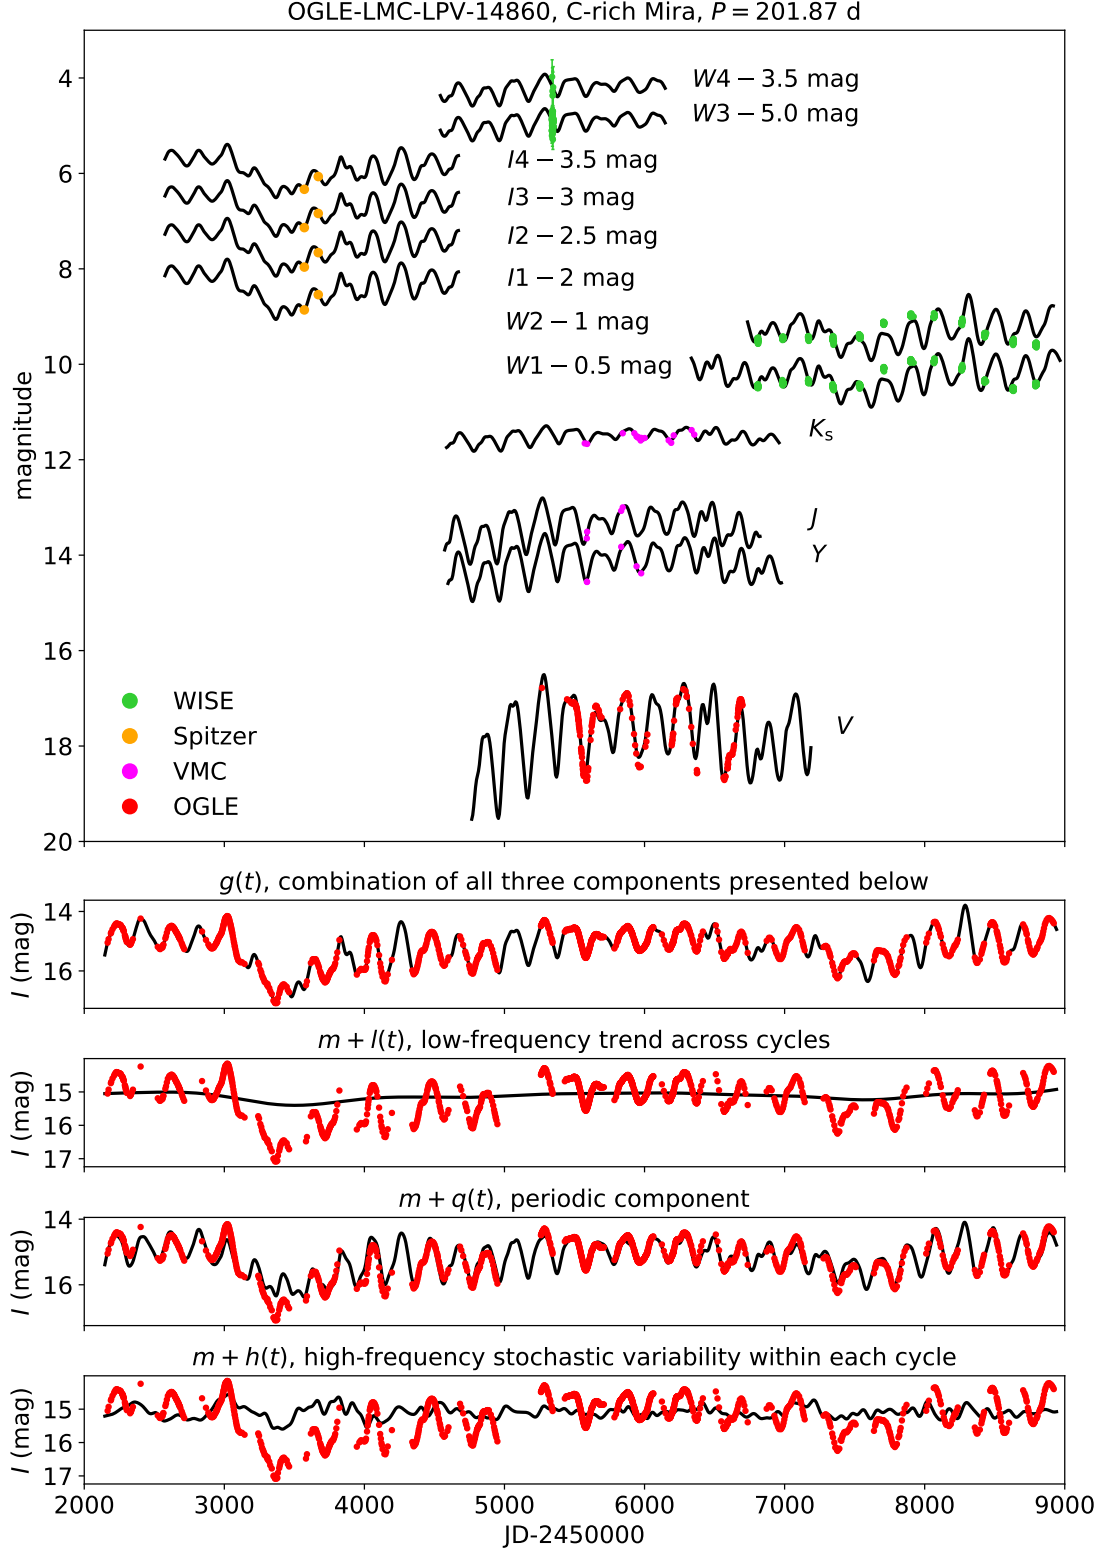 OGLE-LMC-LPV-14860, C-rich Mira, P = 201.87 d
4
6
8
10
12
14
16
18
20
magnitude
W4 − 3.5 mag
W3 − 5.0 mag
I4 − 3.5 mag
I3 − 3 mag
I2 − 2.5 mag
I1 − 2 mag
W2 − 1 mag
W1 − 0.5 mag
Ks
J
Y
V
WISE
Spitzer
VMC
OGLE
g(t), combination of all three components presented below
14
16
I (mag)
m + l(t), low-frequency trend across cycles
15
16
17
I (mag)
m + q(t), periodic component
14
16
I (mag)
m + h(t), high-frequency stochastic variability within each cycle
15
16
17
I (mag)
2000 3000 4000 5000 6000 7000 8000 9000
JD-2450000